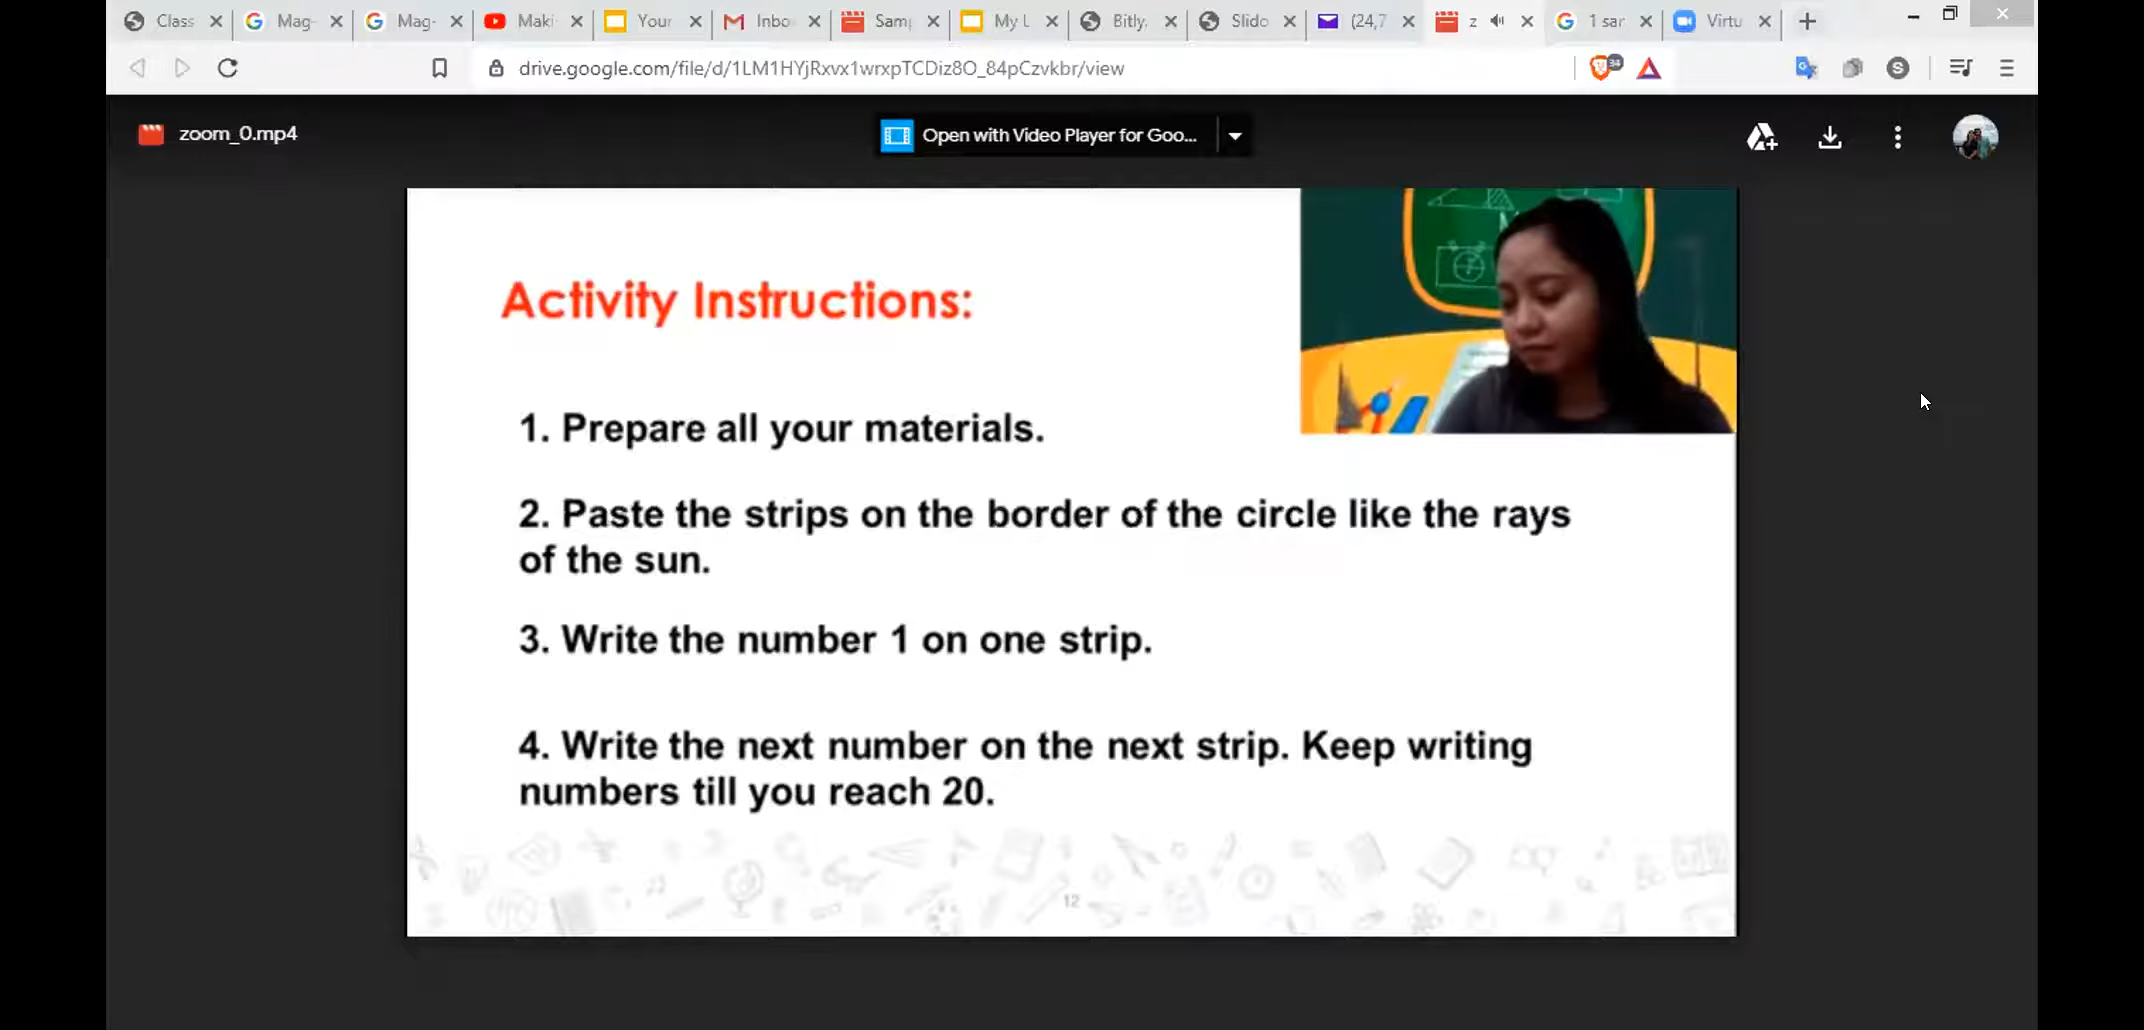 Class
Mag-
Mag-
Maki
Your
Inbo
Sam
My L
Bitly,
Slido
(24,7
z
1 sar
Virtu
drive.google.com/file/d/1LM1HYjRxvx1wrxpTCDiz8O_84pCzvkbr/view
34
S
zoom_0.mp4
Open with Video Player for Goo...
Activity Instructions:
1. Prepare all your materials.
2. Paste the strips on the border of the circle like the rays
of the sun.
3. Write the number 1 on one strip.
4. Write the next number on the next strip. Keep writing
numbers till you reach 20.
12